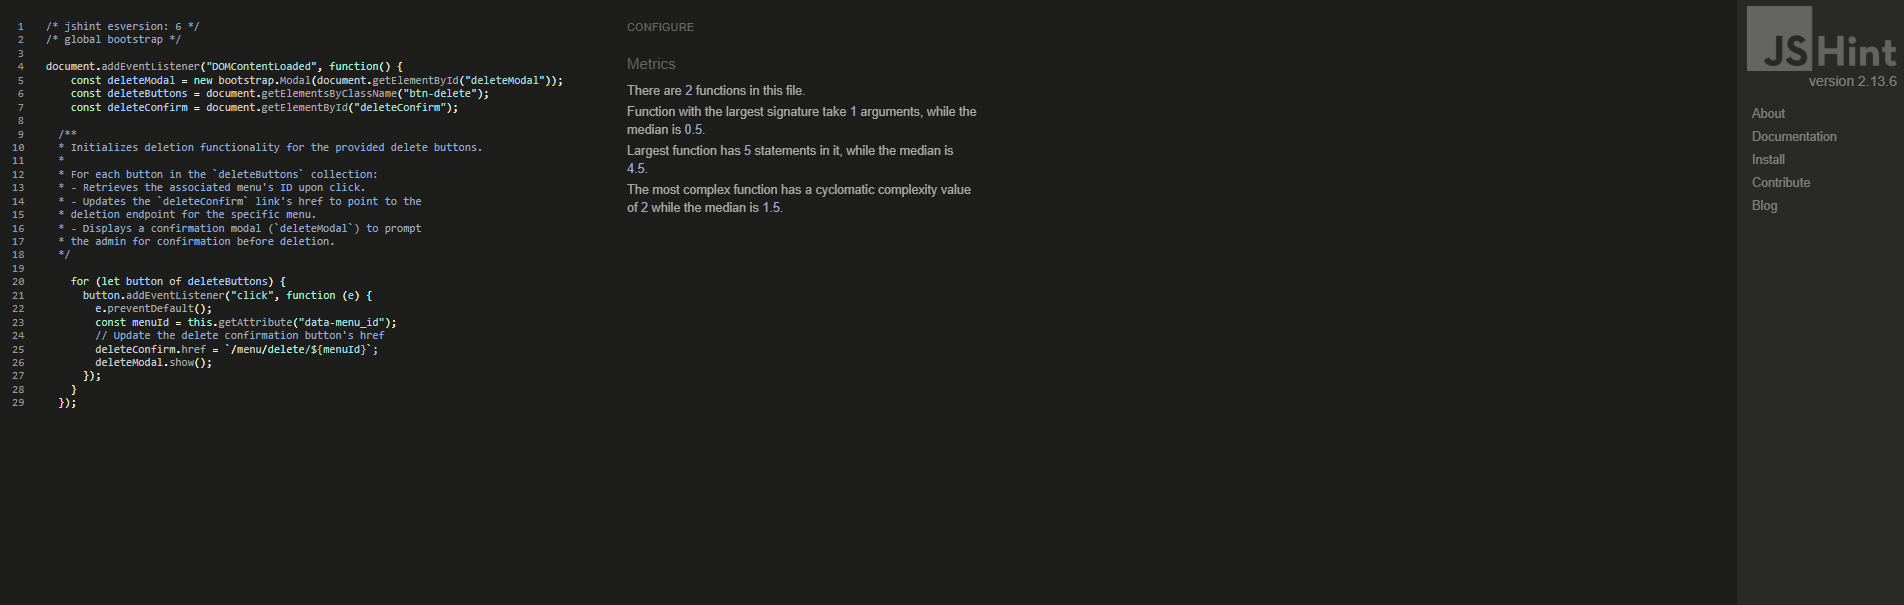 1 /* jshint esversion: 6 */
2 /* global bootstrap */
3
4 document.addEventListener("DOMContentLoaded", function() {
5     const deleteModal = new bootstrap.Modal(document.getElementById("deleteModal"));
6     const deleteButtons = document.getElementsByClassName("btn-delete");
7     const deleteConfirm = document.getElementById("deleteConfirm");
8
9   /**
10   * Initializes deletion functionality for the provided delete buttons.
11   *
12   * For each button in the `deleteButtons` collection:
13   * - Retrieves the associated menu's ID upon click.
14   * - Updates the `deleteConfirm` link's href to point to the
15   * deletion endpoint for the specific menu.
16   * - Displays a confirmation modal (`deleteModal`) to prompt
17   * the admin for confirmation before deletion.
18   */
19
20     for (let button of deleteButtons) {
21       button.addEventListener("click", function (e) {
22         e.preventDefault();
23         const menuId = this.getAttribute("data-menu_id");
24         // Update the delete confirmation button's href
25         deleteConfirm.href = `/menu/delete/${menuId}`;
26         deleteModal.show();
27       });
28     }
29   });
CONFIGURE
Metrics
There are 2 functions in this file.
Function with the largest signature take 1 arguments, while the
median is 0.5.
Largest function has 5 statements in it, while the median is
4.5.
The most complex function has a cyclomatic complexity value
of 2 while the median is 1.5.
JSHint
version 2.13.6
About
Documentation
Install
Contribute
Blog